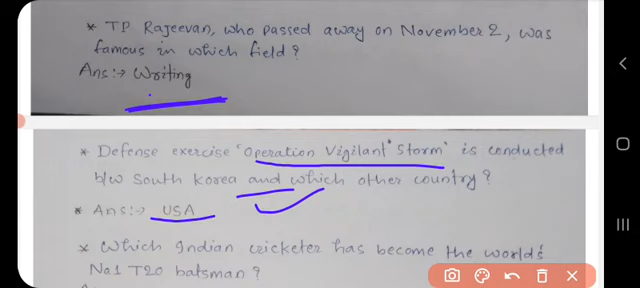 * TP Rajeevan, who passed away on November 2, was
famous in which field?
Ans:→ Writing
* Defense exercise "Operation Vigilant Storm" is conducted
b/w South Korea and which other country?
* Ans:→ USA
* Which Indian cricketer has become the world's
No1 T20 batsman?